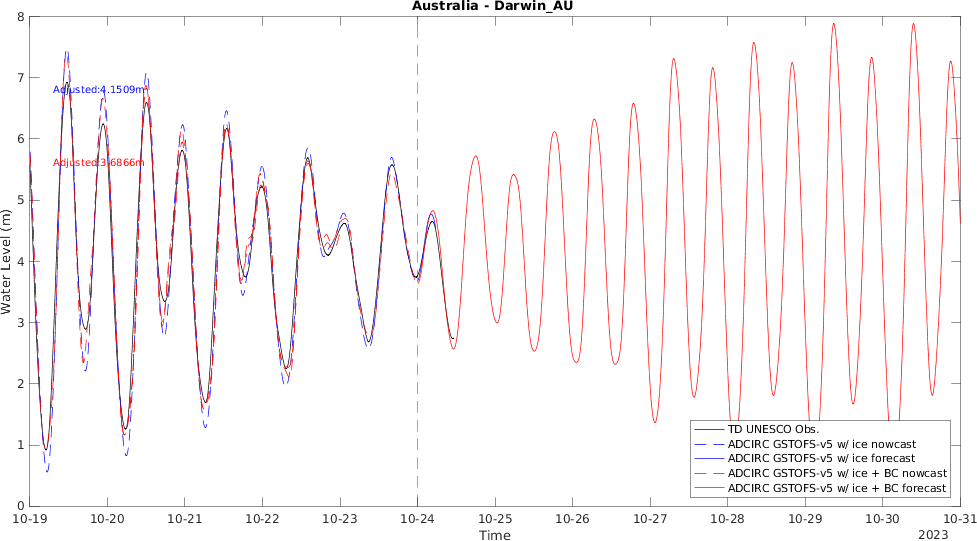 Australia - Darwin_AU
8
7
Adjusted:4.1509m
6
Adjusted:3.6866m
5
Water Level (m)
4
3
2
1
0
TD UNESCO Obs.
ADCIRC GSTOFS-v5 w/ ice nowcast
ADCIRC GSTOFS-v5 w/ ice forecast
ADCIRC GSTOFS-v5 w/ ice + BC nowcast
ADCIRC GSTOFS-v5 w/ ice + BC forecast
10-19 10-20 10-21 10-22 10-23 10-24 10-25 10-26 10-27 10-28 10-29 10-30 10-31
Time
2023